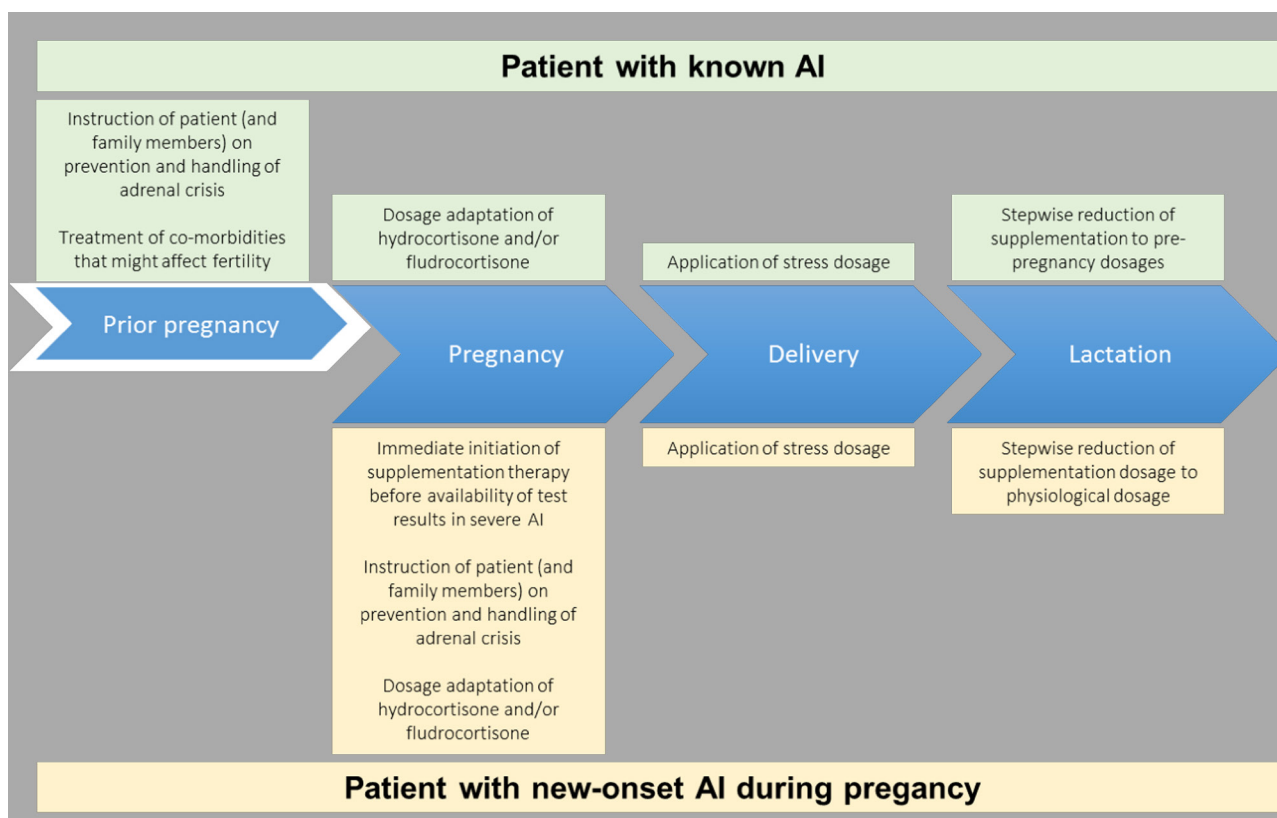 Patient with known AI
Instruction of patient (and
family members) on
prevention and handling of
adrenal crisis
Treatment of co-morbidities
that might affect fertility
Dosage adaptation of
hydrocortisone and/or
fludrocortisone
Application of stress dosage
Stepwise reduction of
supplementation to pre-
pregnancy dosages
Prior pregnancy
Pregnancy
Delivery
Lactation
Immediate initiation of
supplementation therapy
before availability of test
results in severe AI
Instruction of patient (and
family members) on
prevention and handling of
adrenal crisis
Dosage adaptation of
hydrocortisone and/or
fludrocortisone
Application of stress dosage
Stepwise reduction of
supplementation dosage to
physiological dosage
Patient with new-onset AI during pregancy